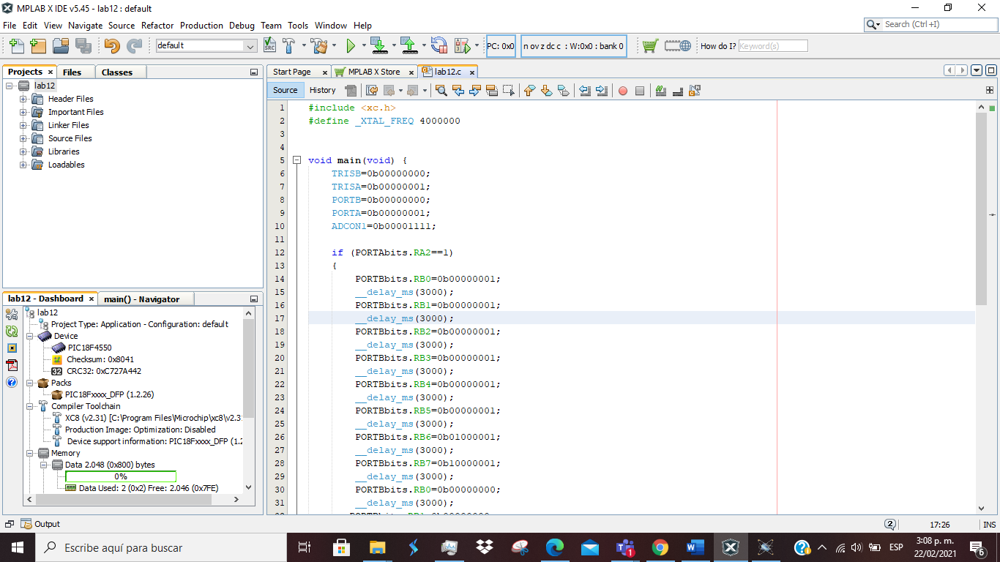 MPLAB X IDE v5.45 - lab12 : default
File Edit View Navigate Source Refactor Production Debug Team Tools Window Help
Search (Ctrl+I)
default
PC: 0x0
n ov z dc c : W:0x0 : bank 0
How do I?
Keyword(s)
Projects
Files
Classes
lab12
Header Files
Important Files
Linker Files
Source Files
Libraries
Loadables
lab12 - Dashboard
main() - Navigator
lab12
Project Type: Application - Configuration: default
Device
PIC18F4550
Checksum: 0x8041
32 CRC32: 0xC727A442
Packs
PIC18Fxxxx_DFP (1.2.26)
Compiler Toolchain
XC8 (v2.31) [C:\Program Files\Microchip\xc8\v2.3
Production Image: Optimization: Disabled
Device support information: PIC18Fxxxx_DFP (1.2
Memory
Data 2.048 (0x800) bytes
0%
Data Used: 2 (0x2) Free: 2.046 (0x7FE)
Start Page
MPLAB X Store
lab12.c
Source
History
1 #include <xc.h>
2 #define _XTAL_FREQ 4000000
3
4
5 void main(void) {
6 TRISB=0b00000000;
7 TRISA=0b00000001;
8 PORTB=0b00000000;
9 PORTA=0b00000001;
10 ADCON1=0b00001111;
11
12 if (PORTAbits.RA2==1)
13 {
14 PORTBbits.RB0=0b00000001;
15 __delay_ms(3000);
16 PORTBbits.RB1=0b00000001;
17 __delay_ms(3000);
18 PORTBbits.RB2=0b00000001;
19 __delay_ms(3000);
20 PORTBbits.RB3=0b00000001;
21 __delay_ms(3000);
22 PORTBbits.RB4=0b00000001;
23 __delay_ms(3000);
24 PORTBbits.RB5=0b00000001;
25 __delay_ms(3000);
26 PORTBbits.RB6=0b01000001;
27 __delay_ms(3000);
28 PORTBbits.RB7=0b10000001;
29 __delay_ms(3000);
30 PORTBbits.RB0=0b00000000;
31 __delay_ms(3000);
Output
2
17:26
INS
Escribe aquí para buscar
1
ESP
3:08 p. m.
22/02/2021
6